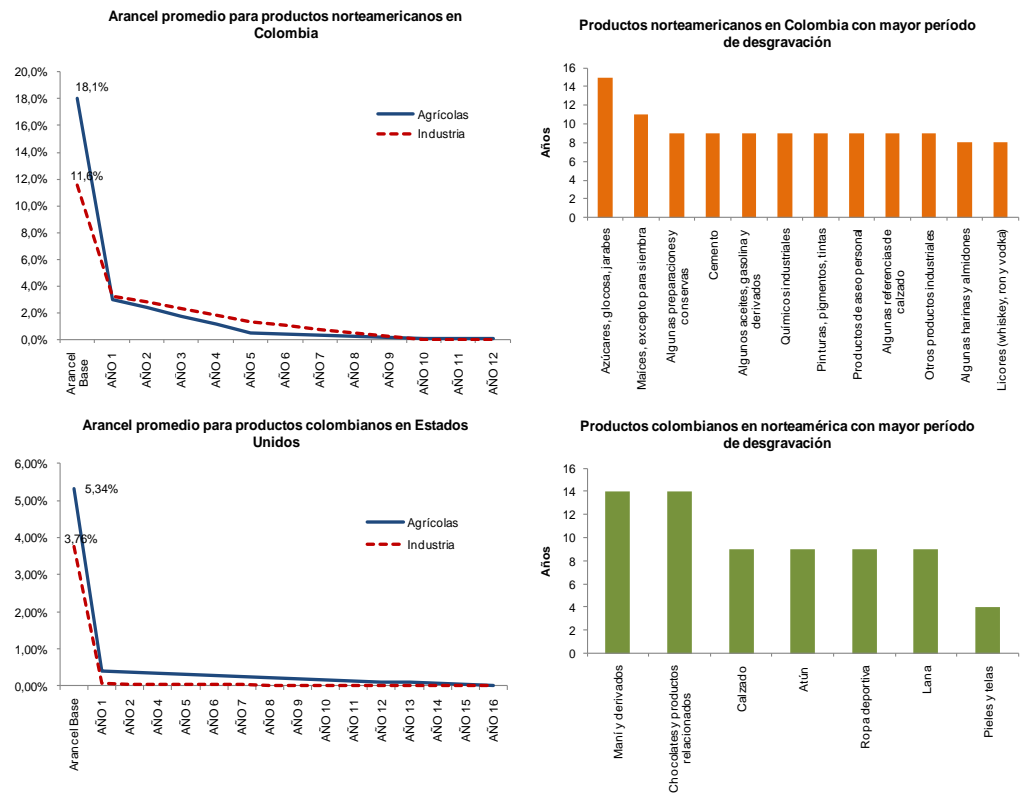 Arancel promedio para productos norteamericanos en
Colombia
20,0%
18,0%
16,0%
14,0%
12,0%
10,0%
8,0%
6,0%
4,0%
2,0%
0,0%
18,1%
11,6%
Agrícolas
Industria
Arancel
Base
AÑO 1
AÑO 2
AÑO 3
AÑO 4
AÑO 5
AÑO 6
AÑO 7
AÑO 8
AÑO 9
AÑO 10
AÑO 11
AÑO 12
Productos norteamericanos en Colombia con mayor período
de desgravación
Años
16
14
12
10
8
6
4
2
0
Azúcares, glocosa, jarabes
Maíces, excepto para siembra
Algunas preparaciones y
conservas
Cemento
Algunos aceites, gasolina y
derivados
Químicos industriales
Pinturas, pigmentos, tintas
Productos de aseo personal
Algunas referencias de
calzado
Otros productos industriales
Algunas harinas y almidones
Licores (whiskey, ron y vodka)
Arancel promedio para productos colombianos en Estados
Unidos
6,00%
5,00%
4,00%
3,00%
2,00%
1,00%
0,00%
5,34%
3,76%
Agrícolas
Industria
Arancel Base
AÑO 1
AÑO 2
AÑO 4
AÑO 5
AÑO 6
AÑO 7
AÑO 8
AÑO 9
AÑO 10
AÑO 11
AÑO 12
AÑO 13
AÑO 14
AÑO 15
AÑO 16
Productos colombianos en norteamérica con mayor período
de desgravación
Años
16
14
12
10
8
6
4
2
0
Maní y derivados
Chocolates y productos
relacionados
Calzado
Atún
Ropa deportiva
Lana
Pieles y telas